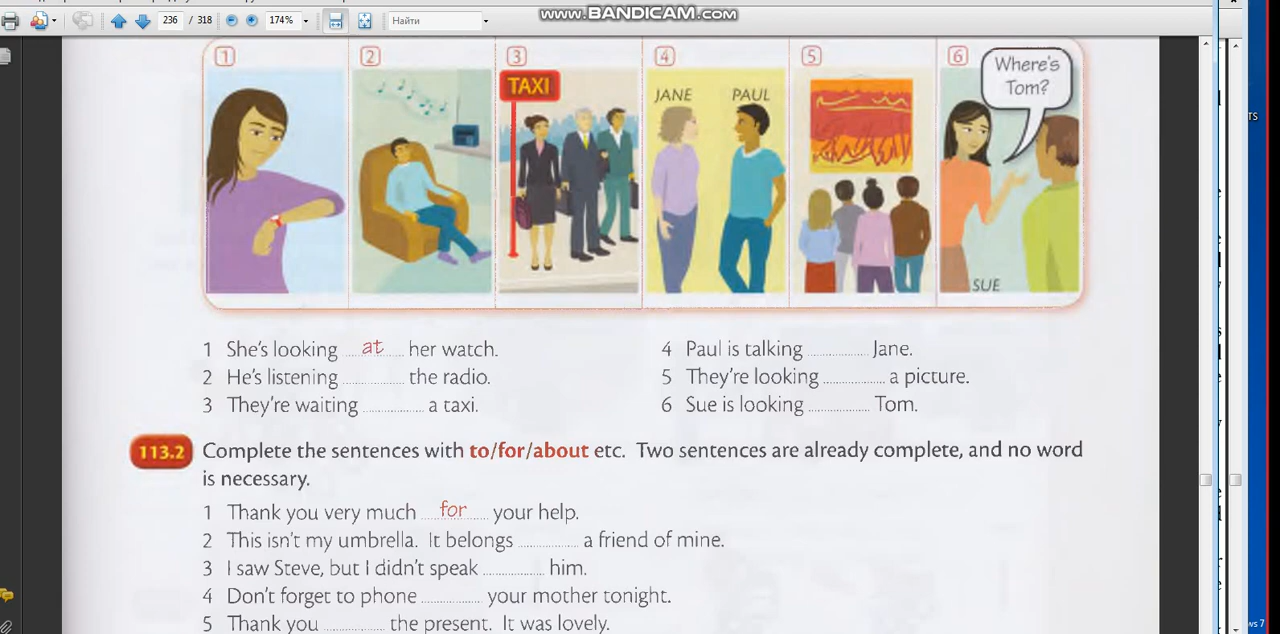 www.BANDICAM.com
236 / 318
174%
Найти
1
2
3
4
5
6
TAXI
JANE
PAUL
Where's
Tom?
SUE
1 She's looking at her watch.
2 He's listening ............... the radio.
3 They're waiting ............... a taxi.
4 Paul is talking ............... Jane.
5 They're looking ............... a picture.
6 Sue is looking ............... Tom.
113.2 Complete the sentences with to/for/about etc. Two sentences are already complete, and no word
is necessary.
1 Thank you very much for your help.
2 This isn't my umbrella. It belongs ............... a friend of mine.
3 I saw Steve, but I didn't speak ............... him.
4 Don't forget to phone ............... your mother tonight.
5 Thank you ............... the present. It was lovely.
TS
ws 7